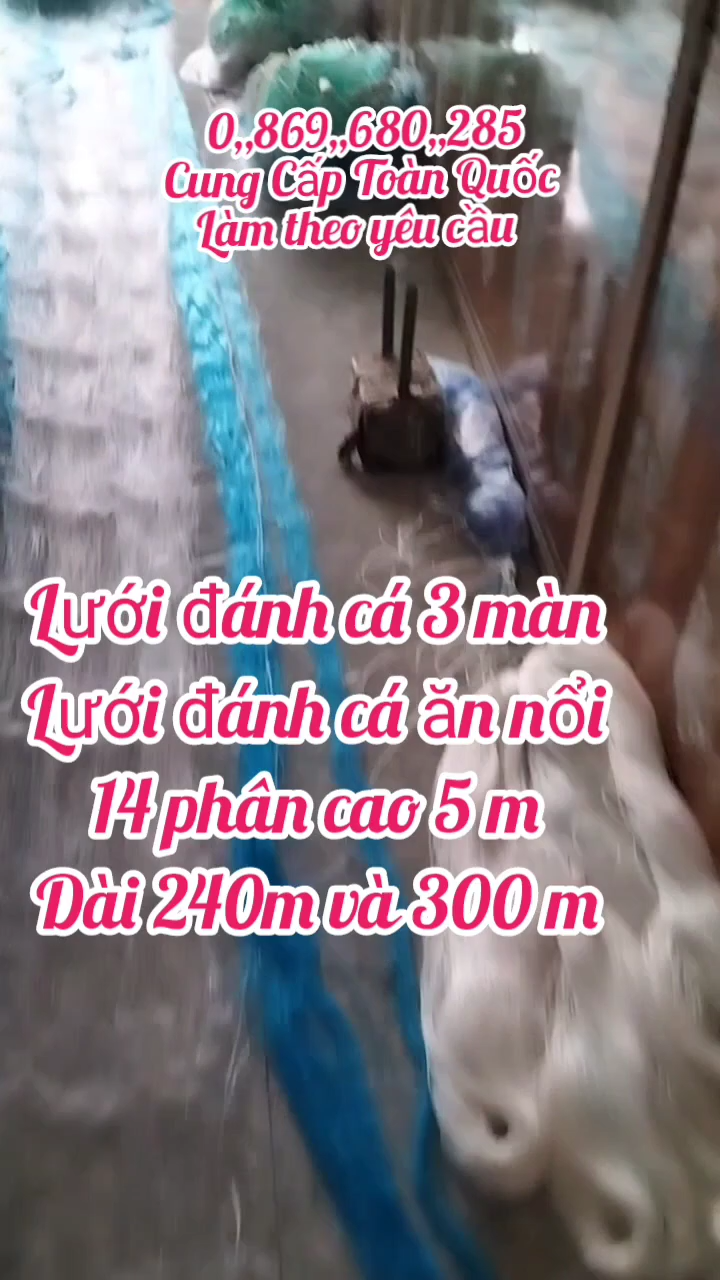 0,,869,,680,,285
Cung Cấp Toàn Quốc
Làm theo yêu cầu
Lưới đánh cá 3 màn
Lưới đánh cá ăn nổi
14 phân cao 5 m
Dài 240m và 300 m